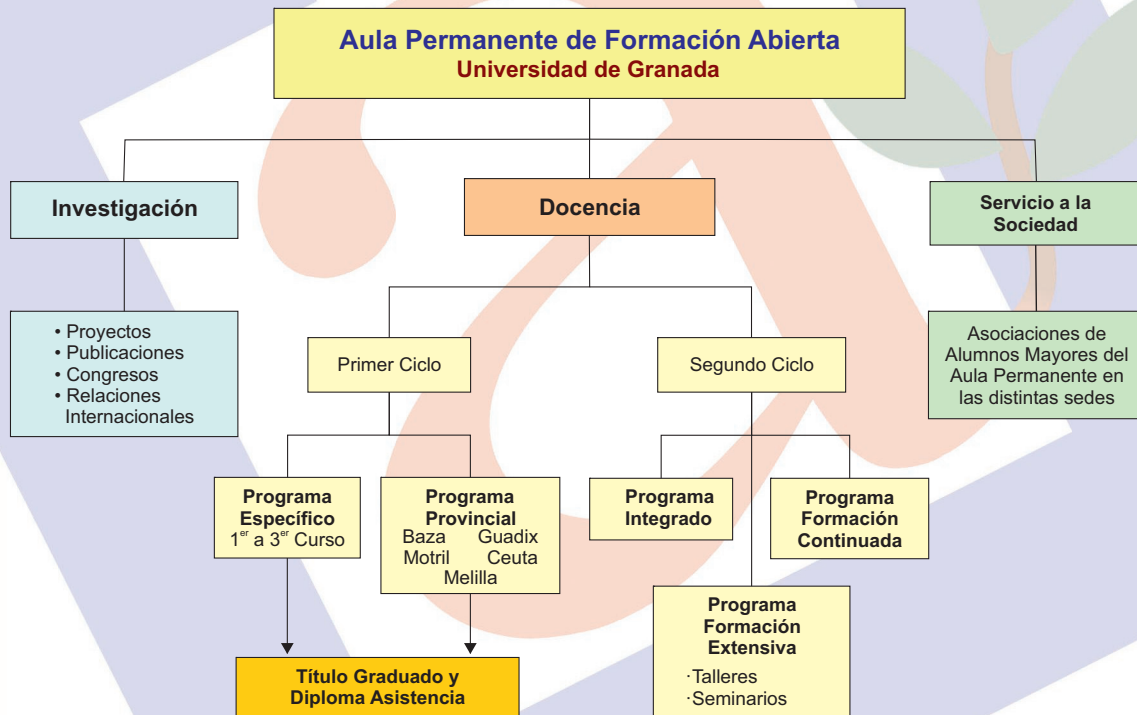 Aula Permanente de Formación Abierta
Universidad de Granada
Investigación
Docencia
Servicio a la
Sociedad
• Proyectos
• Publicaciones
• Congresos
• Relaciones
Internacionales
Primer Ciclo
Segundo Ciclo
Asociaciones de
Alumnos Mayores del
Aula Permanente en
las distintas sedes
Programa
Específico
1er a 3er Curso
Programa
Provincial
Baza Guadix
Motril Ceuta
Melilla
Programa
Integrado
Programa
Formación
Continuada
Programa
Formación
Extensiva
·Talleres
·Seminarios
Título Graduado y
Diploma Asistencia